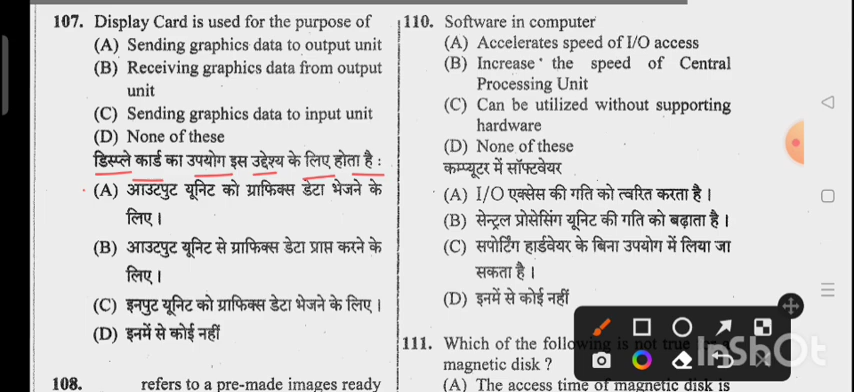 107. Display Card is used for the purpose of
(A) Sending graphics data to output unit
(B) Receiving graphics data from output
unit
(C) Sending graphics data to input unit
(D) None of these
डिस्प्ले कार्ड का उपयोग इस उद्देश्य के लिए होता है :
(A) आउटपुट यूनिट को ग्राफिक्स डेटा भेजने के
लिए ।
(B) आउटपुट यूनिट से ग्राफिक्स डेटा प्राप्त करने के
लिए ।
(C) इनपुट यूनिट को ग्राफिक्स डेटा भेजने के लिए ।
(D) इनमें से कोई नहीं
108. refers to a pre-made images ready
110. Software in computer
(A) Accelerates speed of I/O access
(B) Increase the speed of Central
Processing Unit
(C) Can be utilized without supporting
hardware
(D) None of these
कम्प्यूटर में सॉफ्टवेयर
(A) I/O एक्सेस की गति को त्वरित करता है ।
(B) सेन्ट्रल प्रोसेसिंग यूनिट की गति को बढ़ाता है ।
(C) सपोर्टिंग हार्डवेयर के बिना उपयोग में लिया जा
सकता है ।
(D) इनमें से कोई नहीं
111. Which of the following is not true for a
magnetic disk ?
(A) The access time of magnetic disk is
InShOt